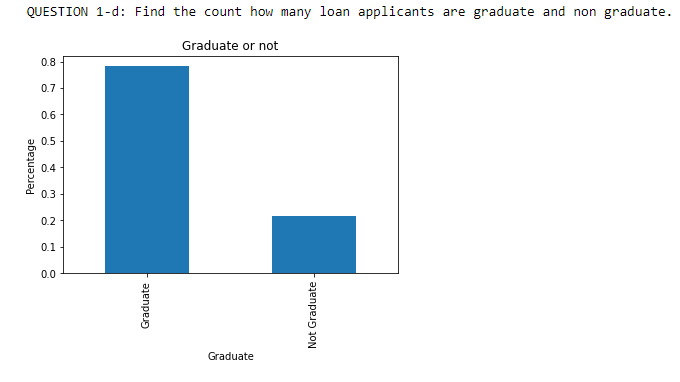 QUESTION 1-d: Find the count how many loan applicants are graduate and non graduate.
Graduate or not
0.8
0.7
0.6
0.5
0.4
0.3
0.2
0.1
0.0
Percentage
Graduate
Not Graduate
Graduate